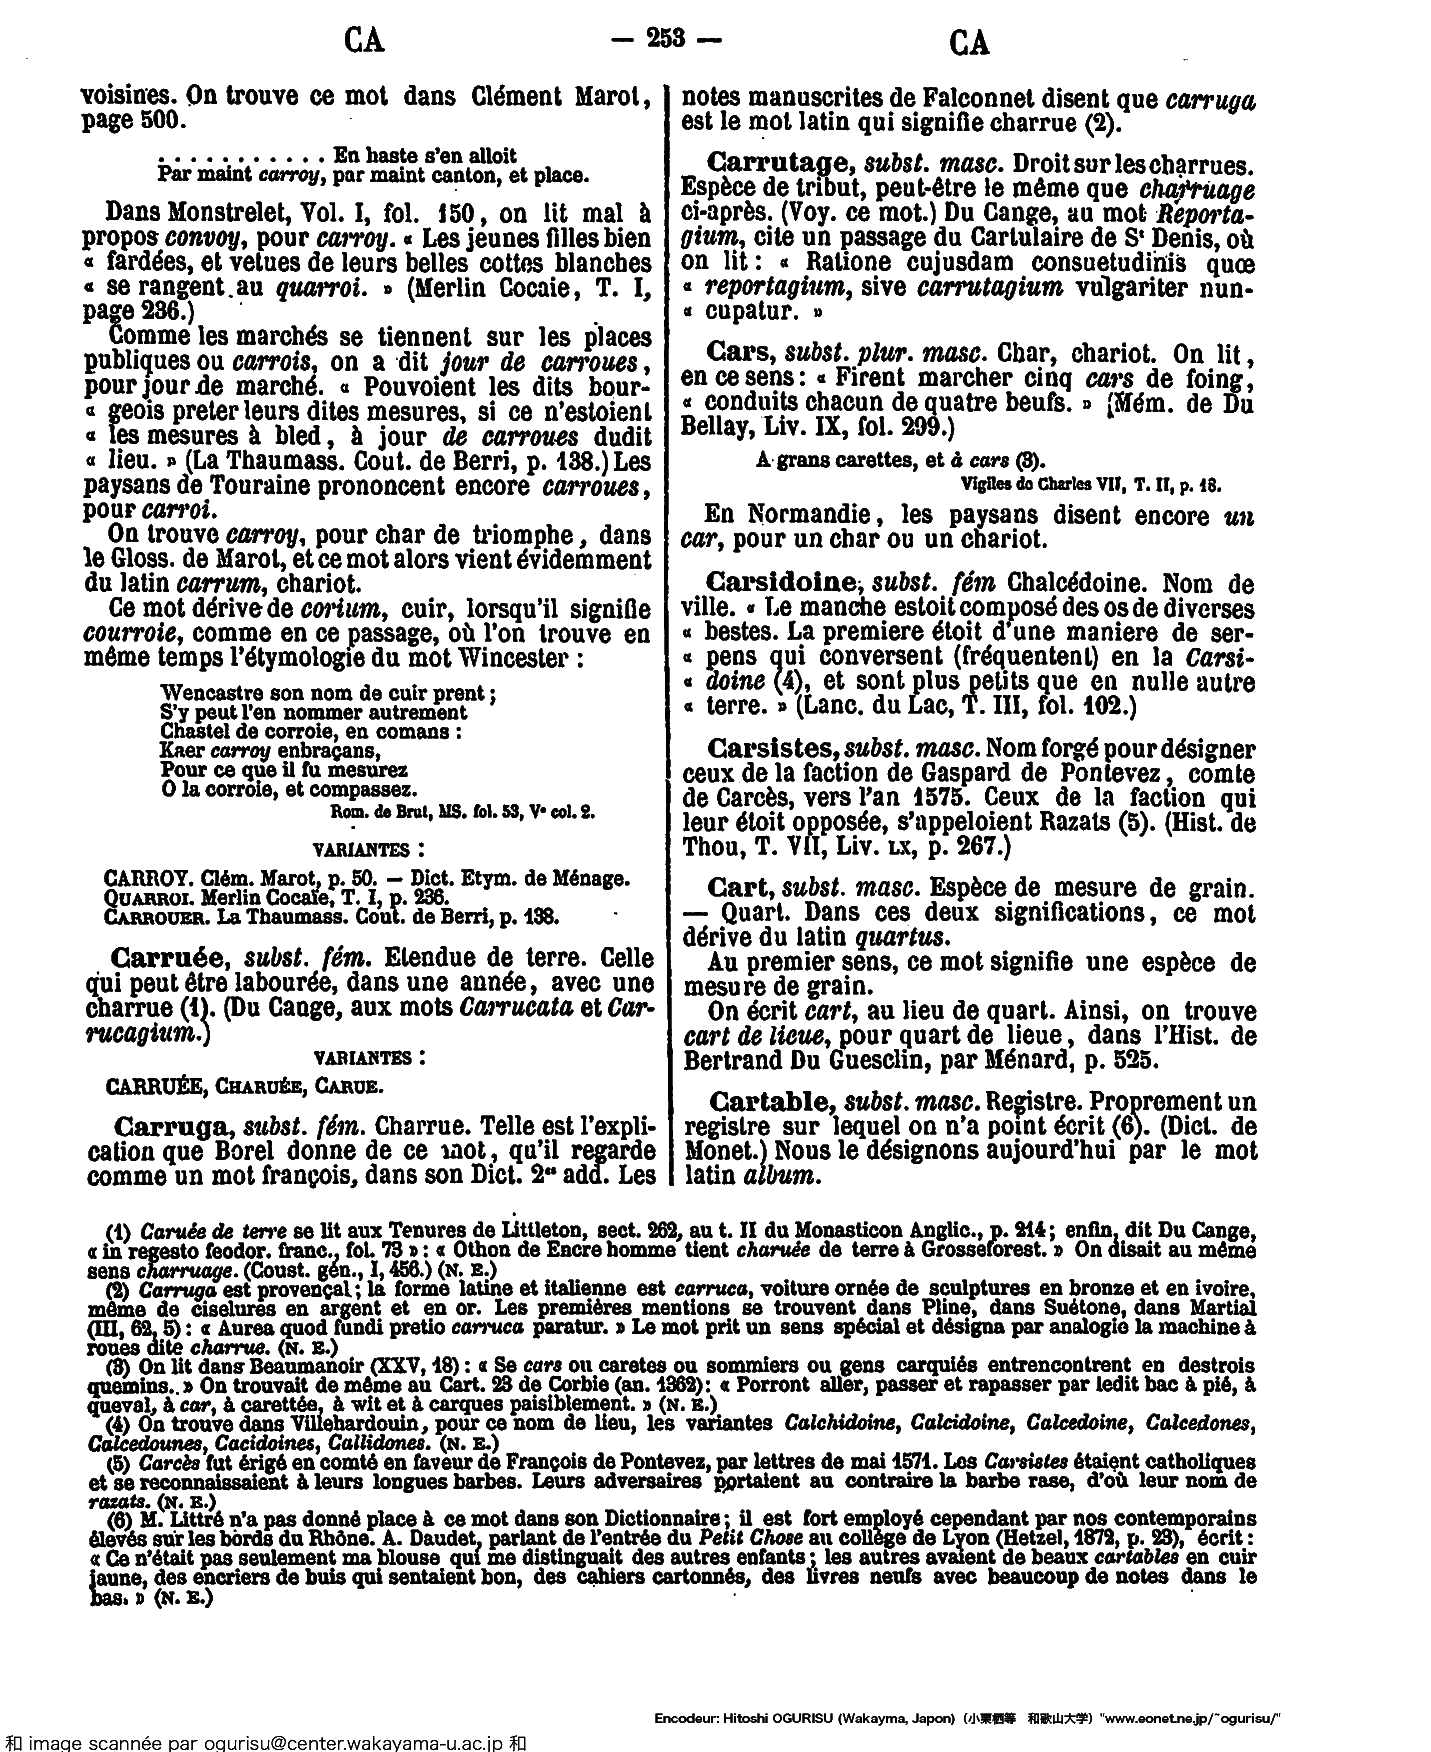 CA — 253 — CA
voisines. On trouve ce mot dans Clément Marot,
page 500.
. . . . . . . . . . . En haste s'en alloit
Par maint carroy, par maint canton, et place.
Dans Monstrelet, Vol. I, fol. 150, on lit mal à
propos convoy, pour carroy. « Les jeunes filles bien
« fardées, et vetues de leurs belles cottes blanches
« se rangent au quarroi. » (Merlin Cocaie, T. I,
page 236.)
Comme les marchés se tiennent sur les places
publiques ou carrois, on a dit jour de carroues,
pour jour de marché. « Pouvoient les dits bour-
« geois preter leurs dites mesures, si ce n'estoient
« les mesures à bled, à jour de carroues dudit
« lieu. » (La Thaumass. Cout. de Berri, p. 138.) Les
paysans de Touraine prononcent encore carroues,
pour carroi.
On trouve carroy, pour char de triomphe, dans
le Gloss. de Marot, et ce mot alors vient évidemment
du latin carrum, chariot.
Ce mot dérive de corium, cuir, lorsqu'il signifie
courroie, comme en ce passage, où l'on trouve en
même temps l'étymologie du mot Wincester :
Wencastre son nom de cuir prent ;
S'y peut l'en nommer autrement
Chastel de corroie, en comans :
Kaer carroy enbraçans,
Pour ce que il fu mesurez
O la corroie, et compassez.
Rom. de Brut, MS. fol. 53, Vº col. 2.
VARIANTES :
CARROY. Clém. Marot, p. 50. — Dict. Etym. de Ménage.
QUARROI. Merlin Cocaie, T. I, p. 236.
CARROUER. La Thaumass. Cout. de Berri, p. 138.
Carruée, subst. fém. Etendue de terre. Celle
qui peut être labourée, dans une année, avec une
charrue (1). (Du Cange, aux mots Carrucata et Car-
rucagium.)
VARIANTES :
CARRUÉE, CHARUÉE, CARUE.
Carruga, subst. fém. Charrue. Telle est l'expli-
cation que Borel donne de ce mot, qu'il regarde
comme un mot françois, dans son Dict. 2es add. Les
notes manuscrites de Falconnet disent que carruga
est le mot latin qui signifie charrue (2).
Carrutage, subst. masc. Droit sur les charrues.
Espèce de tribut, peut-être le même que charruage
ci-après. (Voy. ce mot.) Du Cange, au mot Reporta-
gium, cite un passage du Cartulaire de St Denis, où
on lit : « Ratione cujusdam consuetudinis quœ
« reportagium, sive carrutagium vulgariter nun-
« cupatur. »
Cars, subst. plur. masc. Char, chariot. On lit,
en ce sens : « Firent marcher cinq cars de foing,
« conduits chacun de quatre beufs. » (Mém. de Du
Bellay, Liv. IX, fol. 299.)
A grans carettes, et à cars (3).
Vigiles de Charles VII, T. II, p. 18.
En Normandie, les paysans disent encore un
car, pour un char ou un chariot.
Carsidoine, subst. fém Chalcédoine. Nom de
ville. « Le manche estoit composé des os de diverses
« bestes. La premiere étoit d'une maniere de ser-
« pens qui conversent (fréquentent) en la Carsi-
« doine (4), et sont plus petits que en nulle autre
« terre. » (Lanc. du Lac, T. III, fol. 102.)
Carsistes, subst. masc. Nom forgé pour désigner
ceux de la faction de Gaspard de Pontevez, comte
de Carcès, vers l'an 1575. Ceux de la faction qui
leur étoit opposée, s'appeloient Razats (5). (Hist. de
Thou, T. VII, Liv. LX, p. 267.)
Cart, subst. masc. Espèce de mesure de grain.
— Quart. Dans ces deux significations, ce mot
dérive du latin quartus.
Au premier sens, ce mot signifie une espèce de
mesure de grain.
On écrit cart, au lieu de quart. Ainsi, on trouve
cart de lieue, pour quart de lieue, dans l'Hist. de
Bertrand Du Guesclin, par Ménard, p. 525.
Cartable, subst. masc. Registre. Proprement un
registre sur lequel on n'a point écrit (6). (Dict. de
Monet.) Nous le désignons aujourd'hui par le mot
latin album.
(1) Caruée de terre se lit aux Tenures de Littleton, sect. 262, au t. II du Monasticon Anglic., p. 214 ; enfin, dit Du Cange,
« in regesto feodor. franc., fol. 73 » : « Othon de Encre homme tient charuée de terre à Grosseforest. » On disait au même
sens charruage. (Coust. gén., I, 456.) (N. E.)
(2) Carruga est provençal ; la forme latine et italienne est carruca, voiture ornée de sculptures en bronze et en ivoire,
même de ciselures en argent et en or. Les premières mentions se trouvent dans Pline, dans Suétone, dans Martial
(III, 62, 5) : « Aurea quod fundi pretio carruca paratur. » Le mot prit un sens spécial et désigna par analogie la machine à
roues dite charrue. (N. E.)
(3) On lit dans Beaumanoir (XXV, 18) : « Se cars ou caretes ou sommiers ou gens carquiés entrencontrent en destrois
quemins. » On trouvait de même au Cart. 23 de Corbie (an. 1362) : « Porront aller, passer et rapasser par ledit bac à pié, à
queval, à car, à carettée, à wit et à carques paisiblement. » (N. E.)
(4) On trouve dans Villehardouin, pour ce nom de lieu, les variantes Calchidoine, Calcidoine, Calcedoine, Calcedones,
Calcedounes, Cacidoines, Callidones. (N. E.)
(5) Carcès fut érigé en comté en faveur de François de Pontevez, par lettres de mai 1571. Les Carsistes étaient catholiques
et se reconnaissaient à leurs longues barbes. Leurs adversaires portaient au contraire la barbe rase, d'où leur nom de
razats. (N. E.)
(6) M. Littré n'a pas donné place à ce mot dans son Dictionnaire ; il est fort employé cependant par nos contemporains
élevés sur les bords du Rhône. A. Daudet, parlant de l'entrée du Petit Chose au collège de Lyon (Hetzel, 1872, p. 23), écrit :
« Ce n'était pas seulement ma blouse qui me distinguait des autres enfants ; les autres avaient de beaux cartables en cuir
jaune, des encriers de buis qui sentaient bon, des cahiers cartonnés, des livres neufs avec beaucoup de notes dans le
bas. » (N. E.)
Encodeur: Hitoshi OGURISU (Wakayma, Japon) (小栗栖等 和歌山大学) "www.eonet.ne.jp/~ogurisu/"
和 image scannée par ogurisu@center.wakayama-u.ac.jp 和